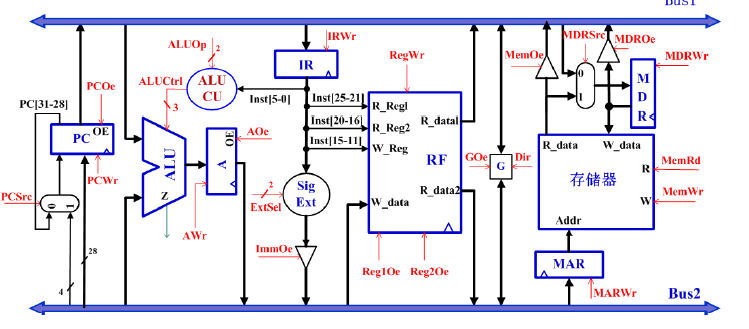 Bus1
IRWr
ALUOp
2
MDRSrc
MDROe
MemOe
MDRWr
IR
RegWr
ALUCtrl
ALU
CU
0
M
D
R
PCOe
Inst[5-0]
Inst[25-21]
1
PC[31-28]
3
R_Reg1
R_data1
OE
Inst[20-16]
R_Reg2
PC
OE
AOe
Inst[15-11]
W_Reg
R_data
W_data
ALU
A
RF
GOe
G
Dir
R
MemRd
PCWr
存储器
PCSrc
Z
2
Sig
Ext
R_data2
W
MemWr
0
1
ExtSel
W_data
Addr
AWr
28
ImmOe
MAR
4
Reg1Oe
Reg2Oe
MARWr
Bus2